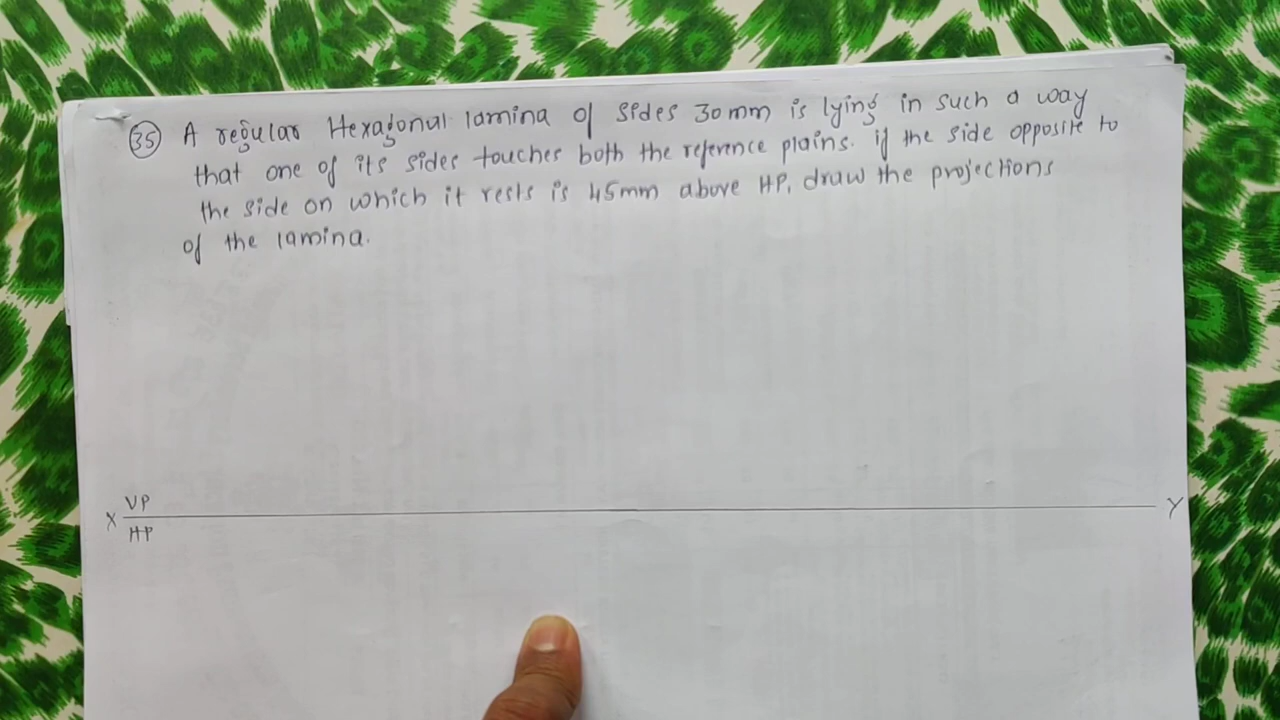 35 A regular Hexagonal lamina of sides 30mm is lying in such a way
that one of its sides touches both the reference plains. if the side opposite to
the side on which it rests is 45mm above HP, draw the projections
of the lamina.
VP
X Y
HP